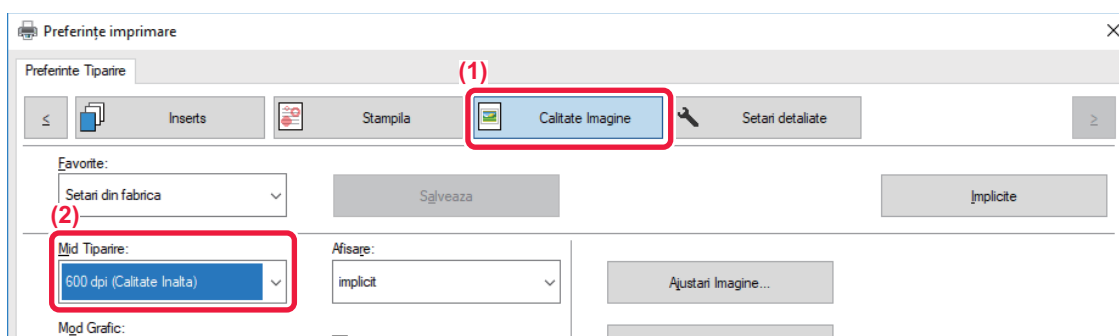 Preferințe imprimare
Preferinte Tiparire
(1)
< Inserts Stampila Calitate Imagine Setari detaliate >
Favorite:
Setari din fabrica Salveaza Implicite
(2)
Mid Tiparire: Afisare:
600 dpi (Calitate Inalta) implicit Ajustari Imagine...
Mod Grafic: